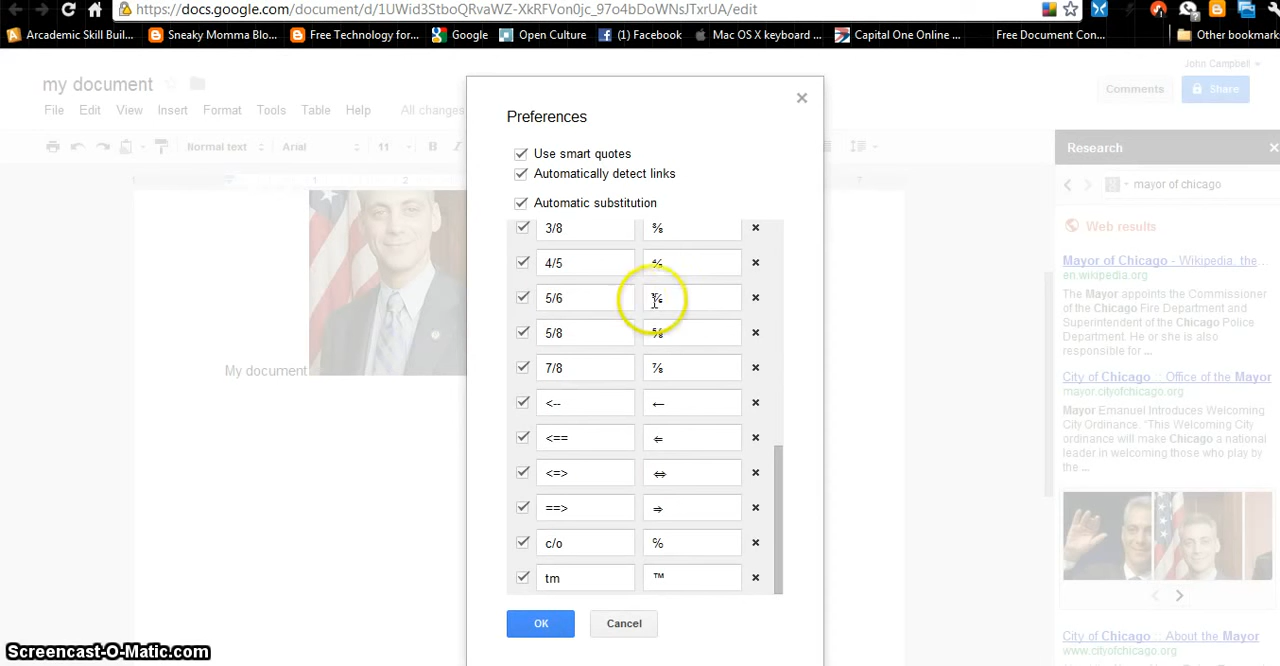 https://docs.google.com/document/d/1UWid3StboQRvaWZ-XkRFVon0jc_97o4bDoWNsJTxrUA/edit
Arcademic Skill Buil... Sneaky Momma Blo... Free Technology for... Google Open Culture (1) Facebook Mac OS X keyboard ... Capital One Online ... Free Document Con... Other bookmark
John Campbell
my document
Comments Share
File Edit View Insert Format Tools Table Help All changes
Normal text Arial 11 B I
1 2 7
My document
Preferences
Use smart quotes
Automatically detect links
Automatic substitution
3/8 ⅜
4/5 ⅘
5/6 ⅚
5/8 ⅝
7/8 ⅞
<-- ←
<== ⇐
<=> ⇔
==> ⇒
c/o ℅
tm ™
OK Cancel
Research
mayor of chicago
Web results
Mayor of Chicago - Wikipedia, the ...
en.wikipedia.org
The Mayor appoints the Commissioner
of the Chicago Fire Department and
Superintendent of the Chicago Police
Department. He or she is also
responsible for ...
City of Chicago :: Office of the Mayor
mayor.cityofchicago.org
Mayor Emanuel Introduces Welcoming
City Ordinance. "This Welcoming City
ordinance will make Chicago a national
leader in welcoming those who play by
the ...
City of Chicago :: About the Mayor
www.cityofchicago.org
Screencast-O-Matic.com